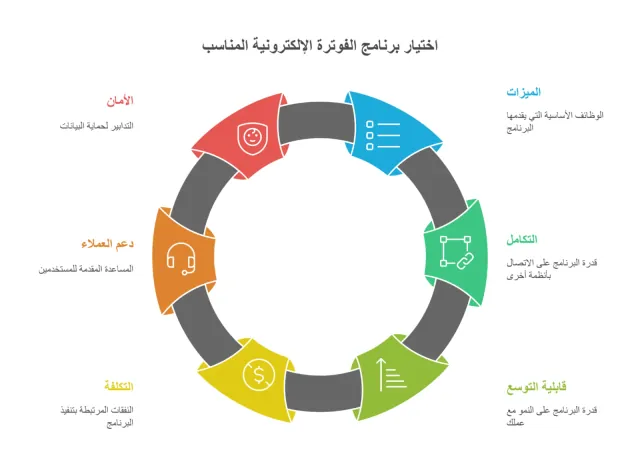 اختيار برنامج الفوترة الإلكترونية المناسب
الميزات
الوظائف الأساسية التي يقدمها
البرنامج
التكامل
قدرة البرنامج على الاتصال
بأنظمة أخرى
قابلية التوسع
قدرة البرنامج على النمو مع
عملك
التكلفة
النفقات المرتبطة بتنفيذ
البرنامج
دعم العملاء
المساعدة المقدمة للمستخدمين
الأمان
التدابير لحماية البيانات